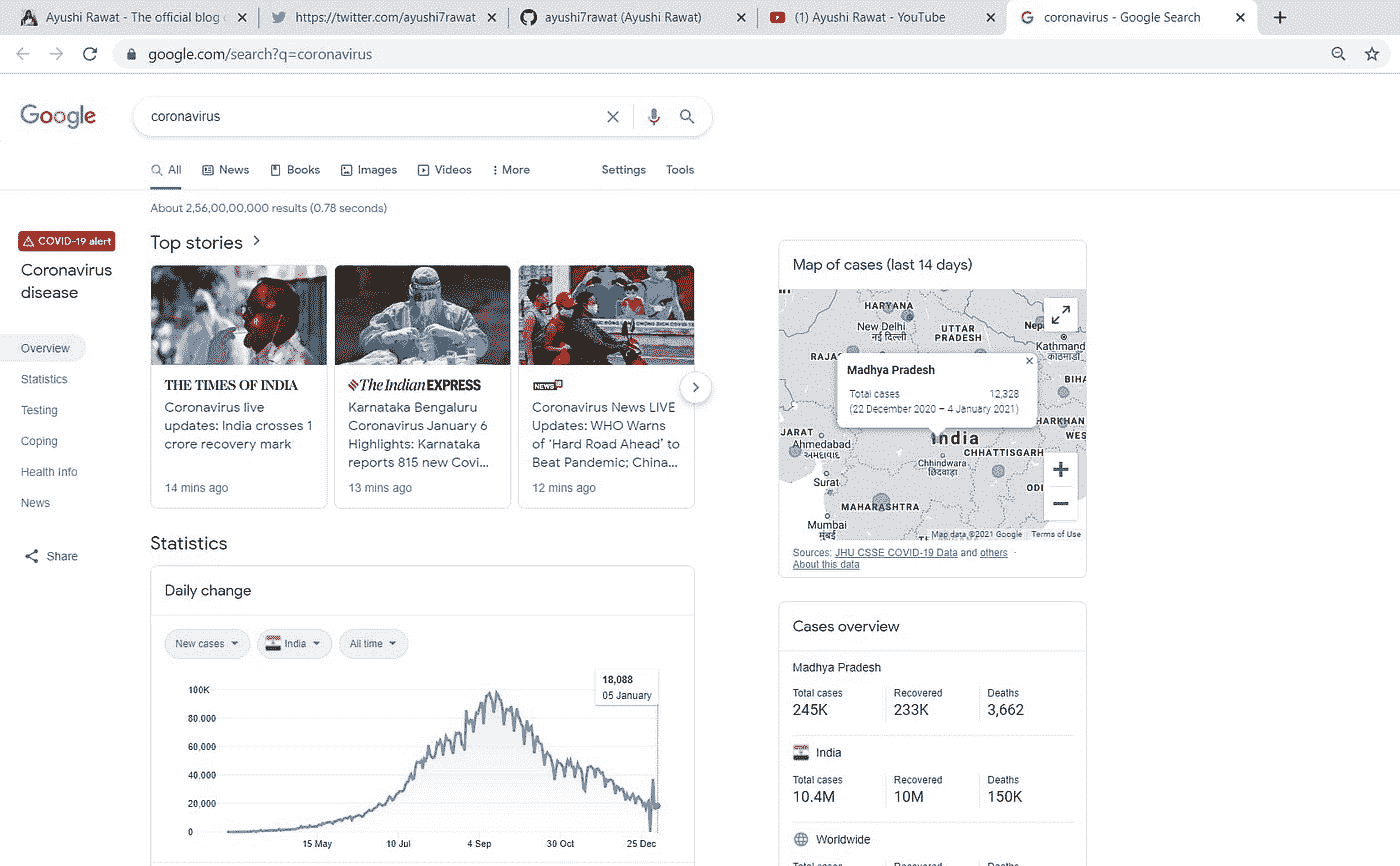 Ayushi Rawat - The official blog
https://twitter.com/ayushi7rawat
ayushi7rawat (Ayushi Rawat)
(1) Ayushi Rawat - YouTube
coronavirus - Google Search
google.com/search?q=coronavirus
Google
coronavirus
All
News
Books
Images
Videos
More
Settings
Tools
About 2,56,00,00,000 results (0.78 seconds)
COVID-19 alert
Coronavirus
disease
Overview
Statistics
Testing
Coping
Health Info
News
Share
Top stories
THE TIMES OF INDIA
Coronavirus live
updates: India crosses 1
crore recovery mark
14 mins ago
The Indian EXPRESS
Karnataka Bengaluru
Coronavirus January 6
Highlights: Karnataka
reports 815 new Covi...
13 mins ago
NEWS
Coronavirus News LIVE
Updates: WHO Warns
of 'Hard Road Ahead' to
Beat Pandemic; China...
12 mins ago
Statistics
Daily change
New cases
India
All time
18,088
05 January
100K
80,000
60,000
40,000
20,000
0
15 May
10 Jul
4 Sep
30 Oct
25 Dec
Map of cases (last 14 days)
HARYANA
New Delhi
नई दिल्ली
UTTAR
PRADESH
Nep
Kathmand
काठमाडौं
RAJA
BIHA
Madhya Pradesh
Total cases
12,328
(22 December 2020 – 4 January 2021)
HARKHAN
WES
India
JARAT
Ahmedabad
અમદાવાદ
CHHATTISGARH
Chhindwara
छिंदवाड़ा
Surat
ODI
MAHARASHTRA
Mumbai
मुंबई
Map data ©2021 Google
Terms of Use
Sources: JHU CSSE COVID-19 Data and others ·
About this data
Cases overview
Madhya Pradesh
Total cases
Recovered
Deaths
245K
233K
3,662
India
Total cases
Recovered
Deaths
10.4M
10M
150K
Worldwide